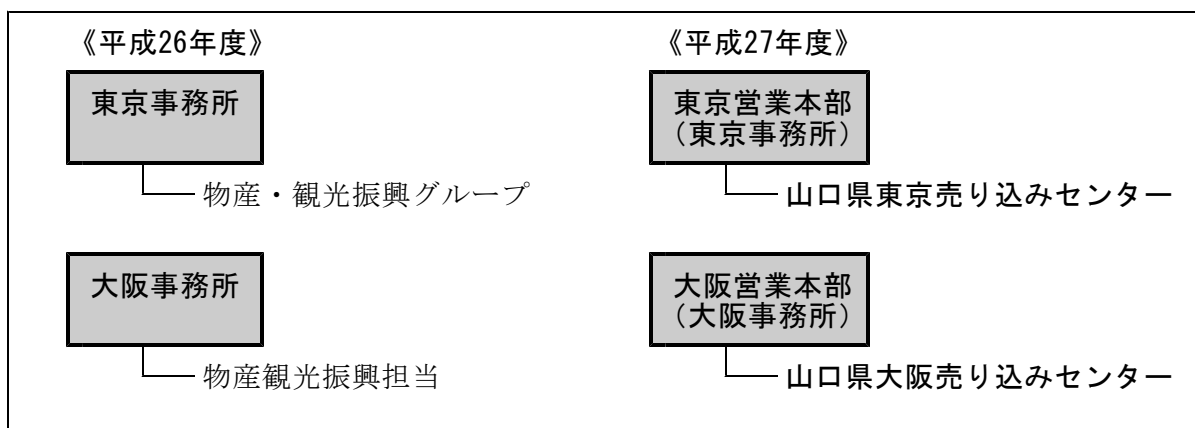 《平成26年度》
東京事務所
物産・観光振興グループ
大阪事務所
物産観光振興担当
《平成27年度》
東京営業本部
（東京事務所）
山口県東京売り込みセンター
大阪営業本部
（大阪事務所）
山口県大阪売り込みセンター